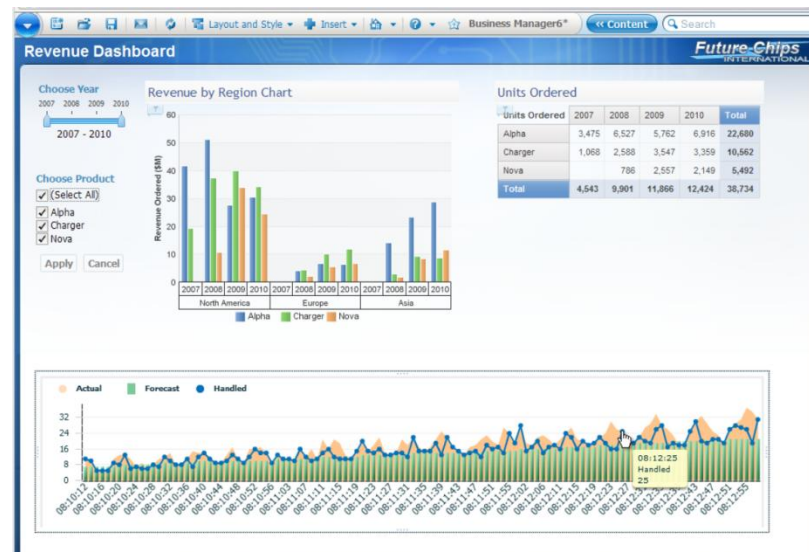 Layout and Style Insert Business Manager6* « Content Search
Revenue Dashboard
Future Chips
INTERNATIONAL
Choose Year
2007 2008 2009 2010
2007 - 2010
Choose Product
(Select All)
Alpha
Charger
Nova
Apply Cancel
Revenue by Region Chart
Revenue Ordered ($M)
60
50
40
30
20
10
0
2007 2008 2009 2010 2007 2008 2009 2010 2007 2008 2009 2010
North America Europe Asia
Alpha Charger Nova
Units Ordered
Units Ordered 2007 2008 2009 2010 Total
Alpha 3,475 6,527 5,762 6,916 22,680
Charger 1,068 2,588 3,547 3,359 10,562
Nova 786 2,557 2,149 5,492
Total 4,543 9,901 11,866 12,424 38,734
Actual Forecast Handled
32
24
16
8
0
08:10:12 08:10:16 08:10:20 08:10:24 08:10:28 08:10:32 08:10:36 08:10:40 08:10:44 08:10:48 08:10:52 08:10:56 08:11:03 08:11:07 08:11:11 08:11:15 08:11:19 08:11:23 08:11:27 08:11:31 08:11:35 08:11:39 08:11:43 08:11:47 08:11:51 08:11:55 08:12:02 08:12:06 08:12:11 08:12:15 08:12:19 08:12:23 08:12:27 08:12:43 08:12:47 08:12:51 08:12:55
08:12:25
Handled
25